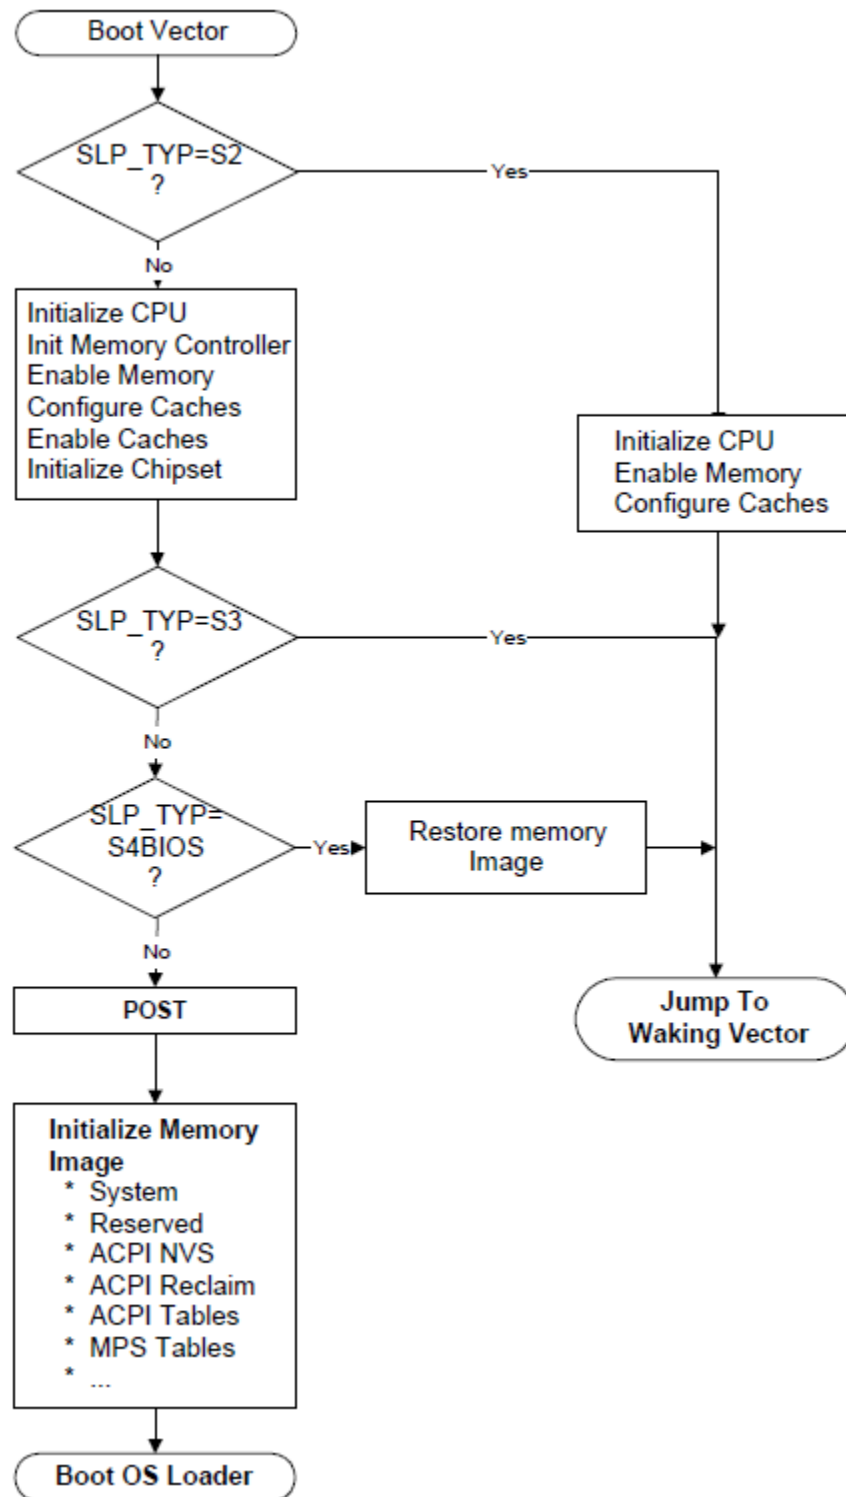 Boot Vector
SLP_TYP=S2
?
Yes
No
Initialize CPU
Init Memory Controller
Enable Memory
Configure Caches
Enable Caches
Initialize Chipset
Initialize CPU
Enable Memory
Configure Caches
SLP_TYP=S3
?
Yes
No
SLP_TYP=
S4BIOS
?
Yes
Restore memory
Image
No
POST
Jump To
Waking Vector
Initialize Memory
Image
* System
* Reserved
* ACPI NVS
* ACPI Reclaim
* ACPI Tables
* MPS Tables
* ...
Boot OS Loader